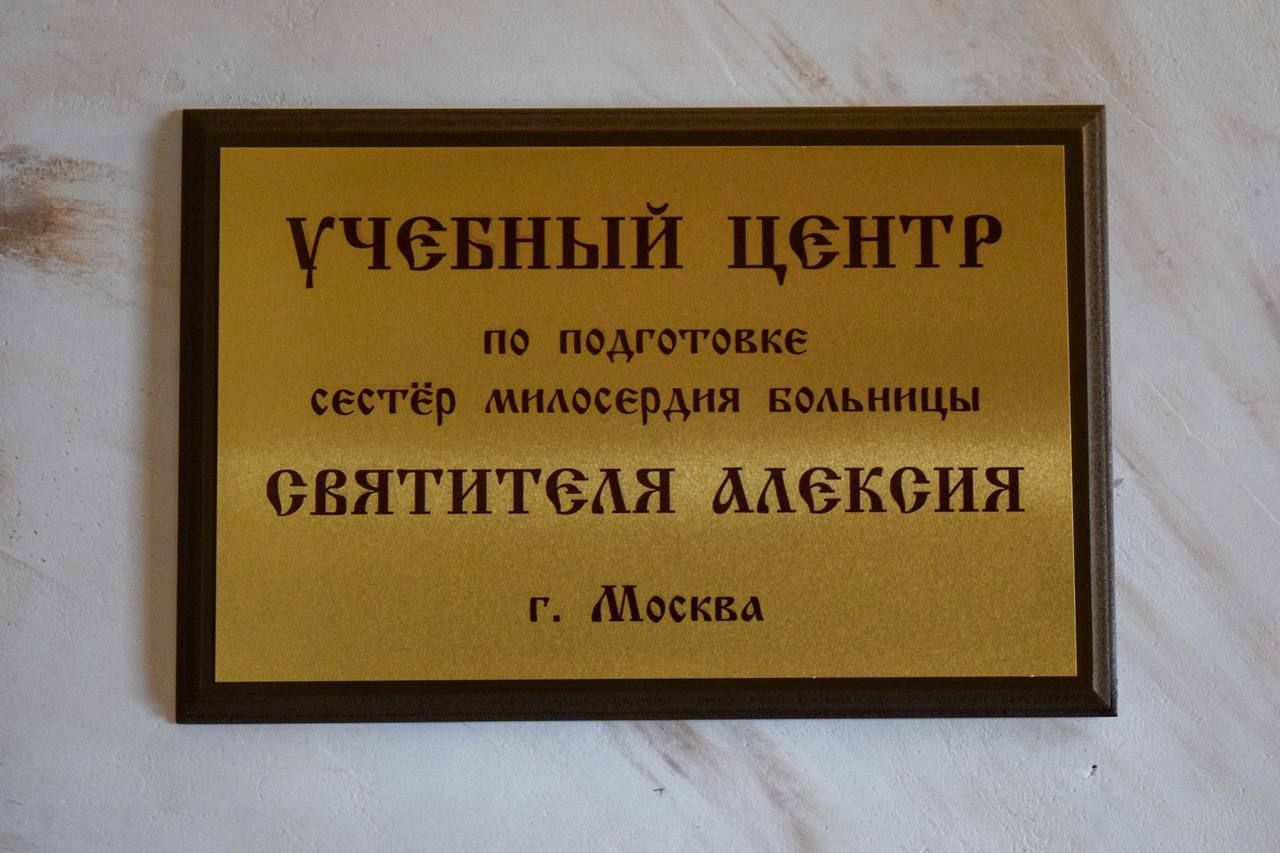 УЧЕБНЫЙ ЦЕНТР
по подготовке
сестёр милосердия больницы
СВЯТИТЕЛЯ АЛЕКСИЯ
г. Москва